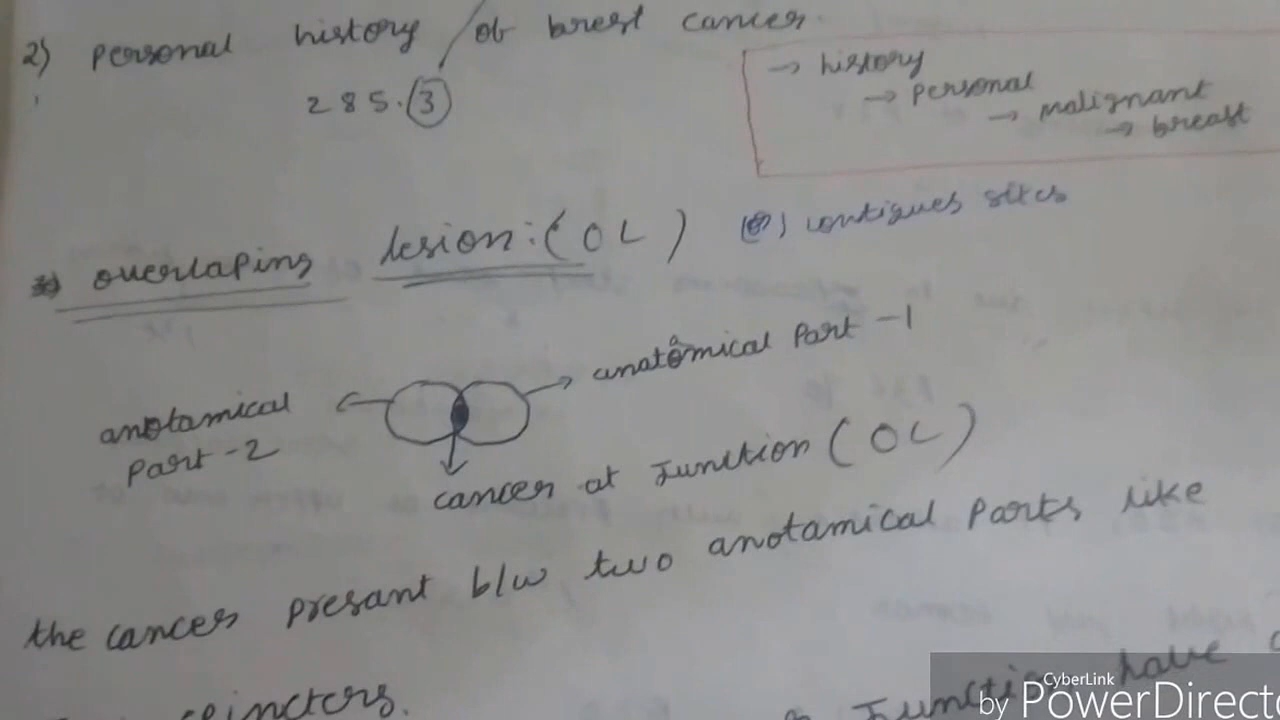 2) personal history of brest cancer.
285.3
→ history
→ personal
→ malignant
→ breast
overlaping lesion:(OL) contigues sites
anatomical Part -1
anotamical
Part -2
cancer at Junction (OL)
the cancer presant b/w two anotamical Parts like
Junction have
CyberLink
by PowerDirecto